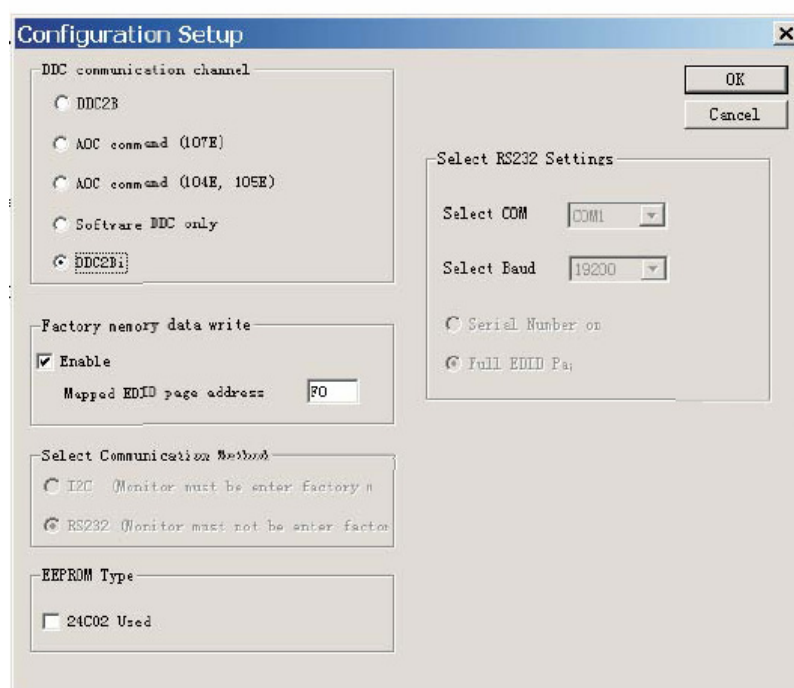 Configuration Setup
DDC communication channel
DDC2B
AOC command (107E)
AOC command (104E, 105E)
Software DDC only
DDC2Bi
Factory memory data write
Enable
Mapped EDID page address F0
Select Communication Method
I2C (Monitor must be enter factory m
RS232 (Monitor must not be enter factor
EEPROM Type
24C02 Used
OK
Cancel
Select RS232 Settings
Select COM COM1
Select Baud 19200
Serial Number on
Full EDID Pa